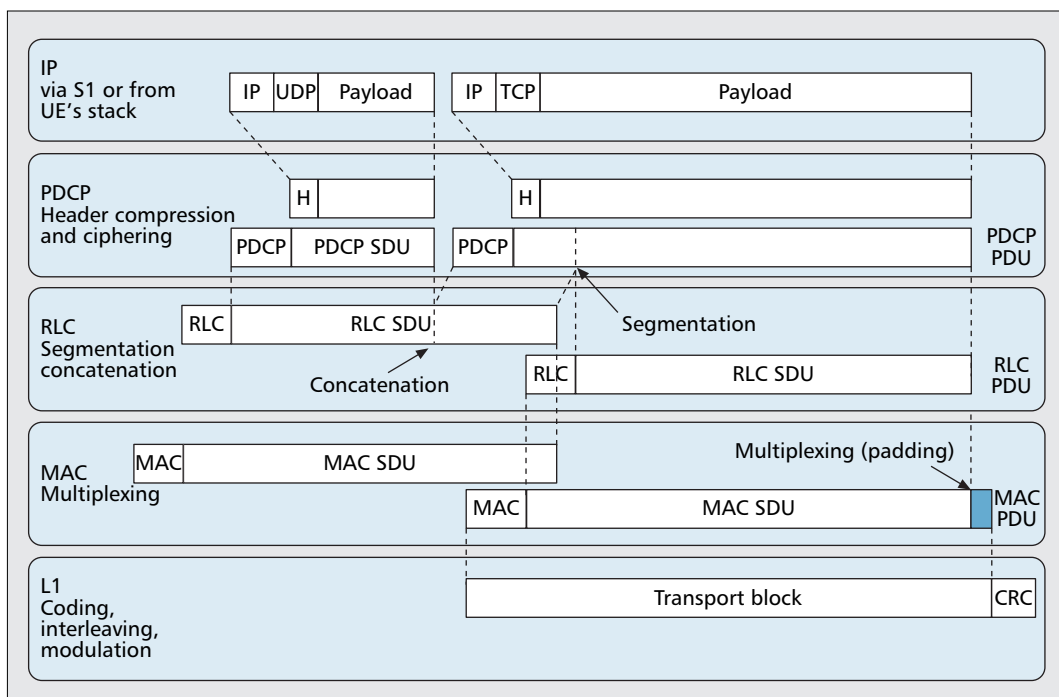 IP
via S1 or from
UE's stack
IP UDP Payload IP TCP Payload
PDCP
Header compression
and ciphering
H H
PDCP PDCP SDU PDCP
PDCP
PDU
RLC
Segmentation
concatenation
RLC RLC SDU
Segmentation
Concatenation
RLC RLC SDU
RLC
PDU
MAC
Multiplexing
MAC MAC SDU
Multiplexing (padding)
MAC MAC SDU
MAC
PDU
L1
Coding,
interleaving,
modulation
Transport block CRC